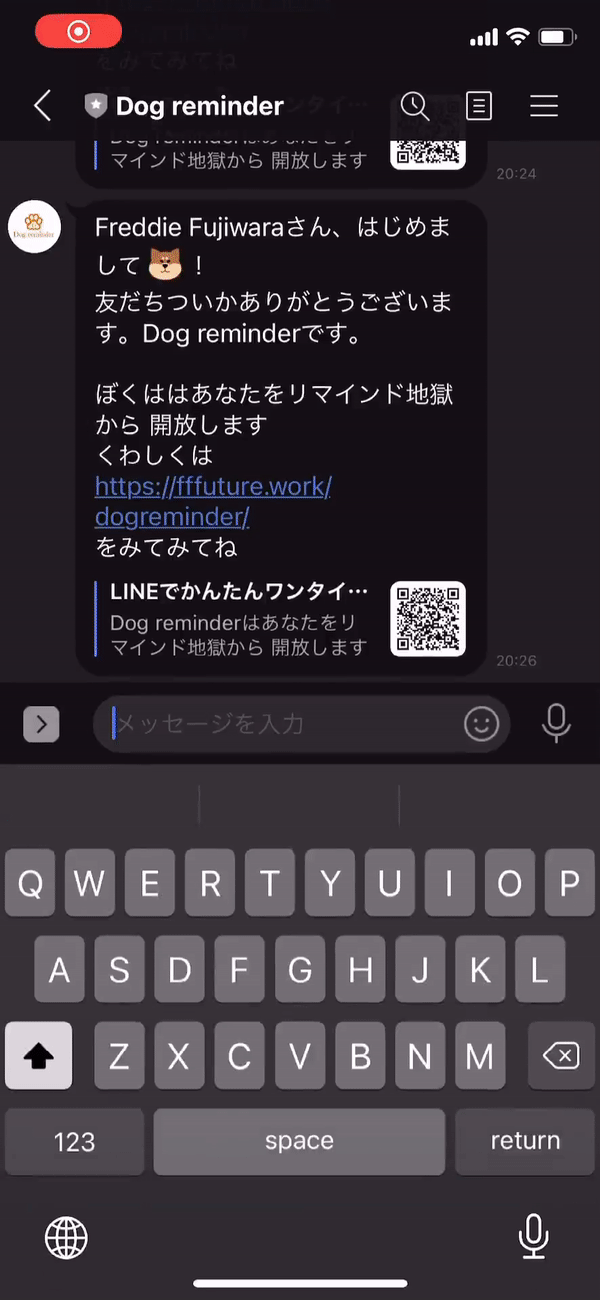 をみてみてね
Dog reminder
Dog reminderはあなたをリ
マインド地獄から 開放します
20:24
Dog reminder
Freddie Fujiwaraさん、はじめま
して🐶！
友だちついかありがとうございま
す。Dog reminderです。
ぼくははあなたをリマインド地獄
から 開放します
くわしくは
https://fffuture.work/
dogreminder/
をみてみてね
LINEでかんたんワンタイ…
Dog reminderはあなたをリ
マインド地獄から 開放します
20:26
メッセージを入力
Q W E R T Y U I O P
A S D F G H J K L
Z X C V B N M
123 space return